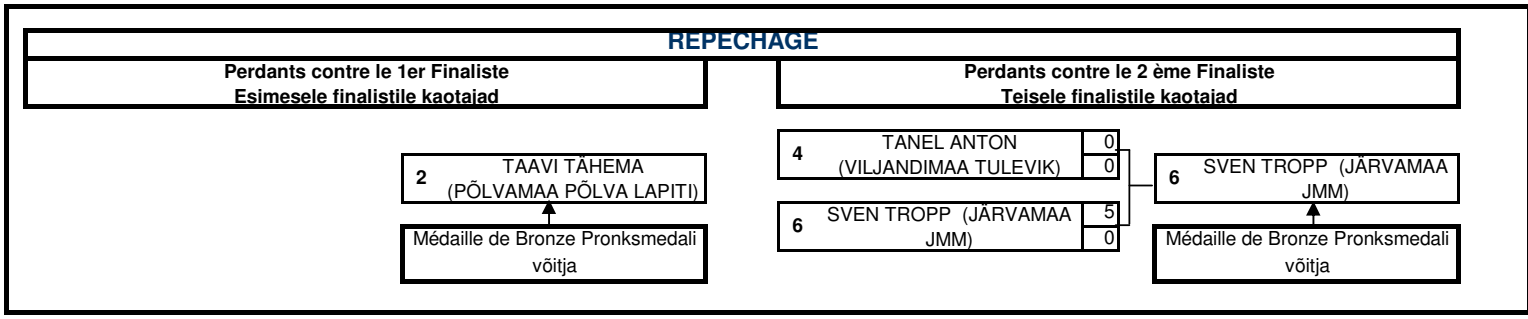 REPECHAGE
Perdants contre le 1er Finaliste
Esimesele finalistile kaotajad
Perdants contre le 2 ème Finaliste
Teisele finalistile kaotajad
2
TAAVI TÄHEMA
(PÕLVAMAA PÕLVA LAPITI)
Médaille de Bronze Pronksmedali
võitja
4
TANEL ANTON
(VILJANDIMAA TULEVIK)
0
0
6
SVEN TROPP (JÄRVAMAA
JMM)
5
0
6
SVEN TROPP (JÄRVAMAA
JMM)
Médaille de Bronze Pronksmedali
võitja